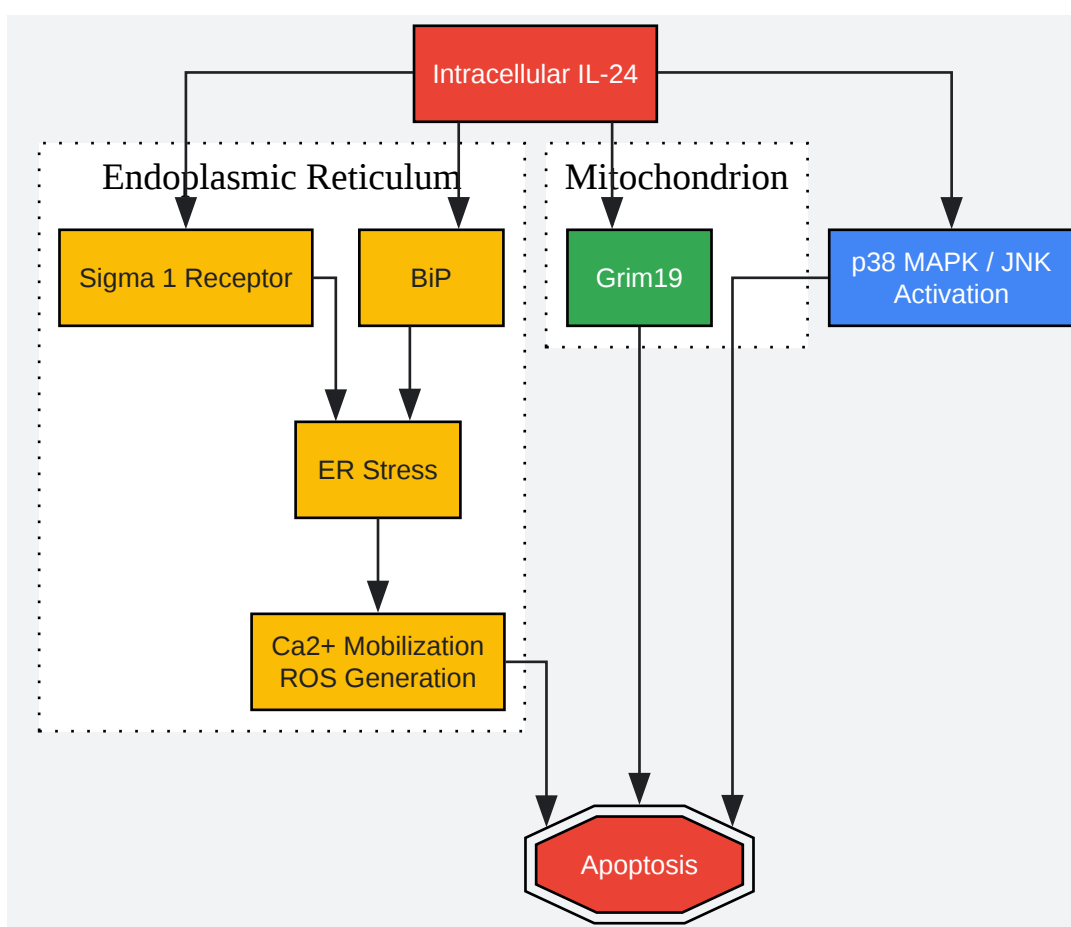 Intracellular IL-24
Endoplasmic Reticulum
Mitochondrion
Sigma 1 Receptor
BiP
Grim19
p38 MAPK / JNK
Activation
ER Stress
Ca2+ Mobilization
ROS Generation
Apoptosis